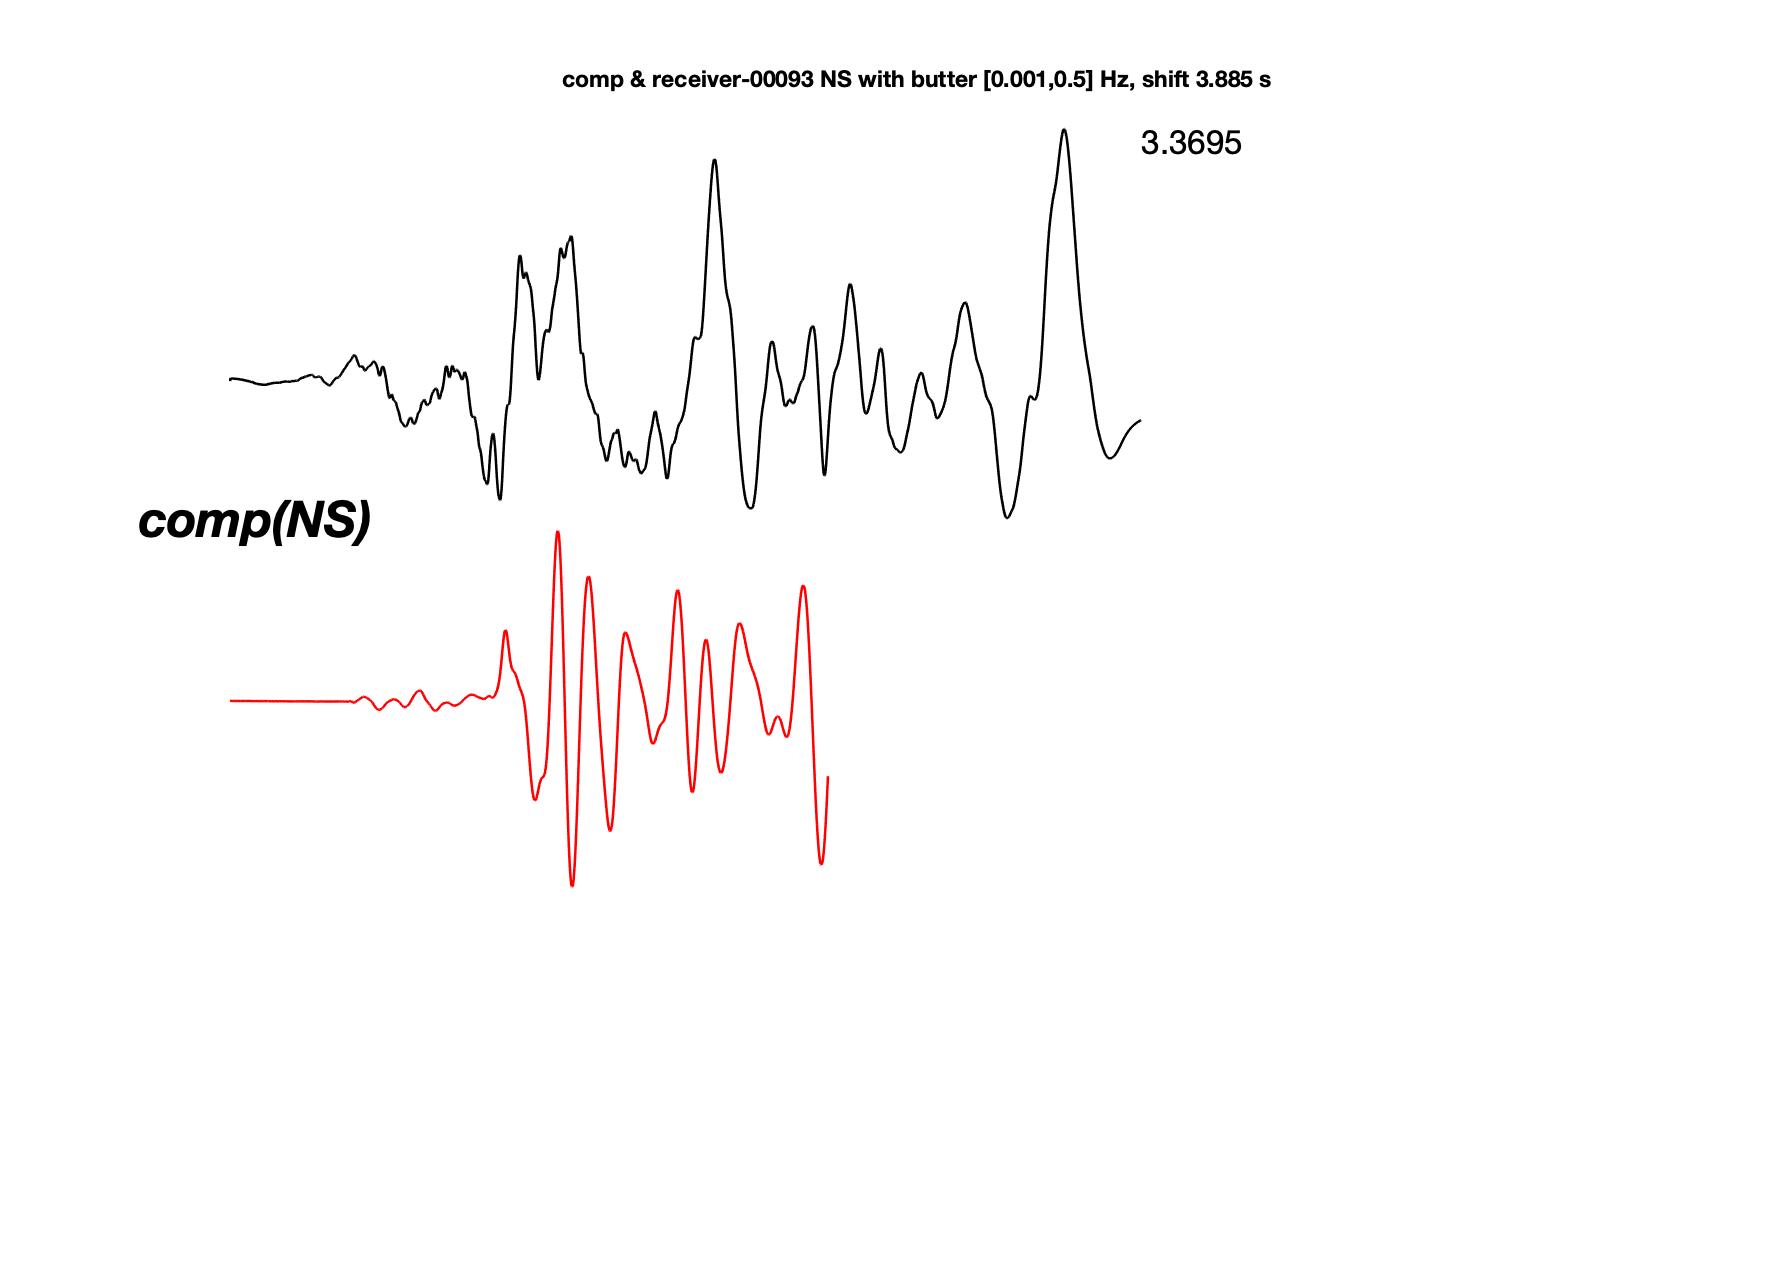 comp & receiver-00093 NS with butter [0.001,0.5] Hz, shift 3.885 s
3.3695
comp(NS)